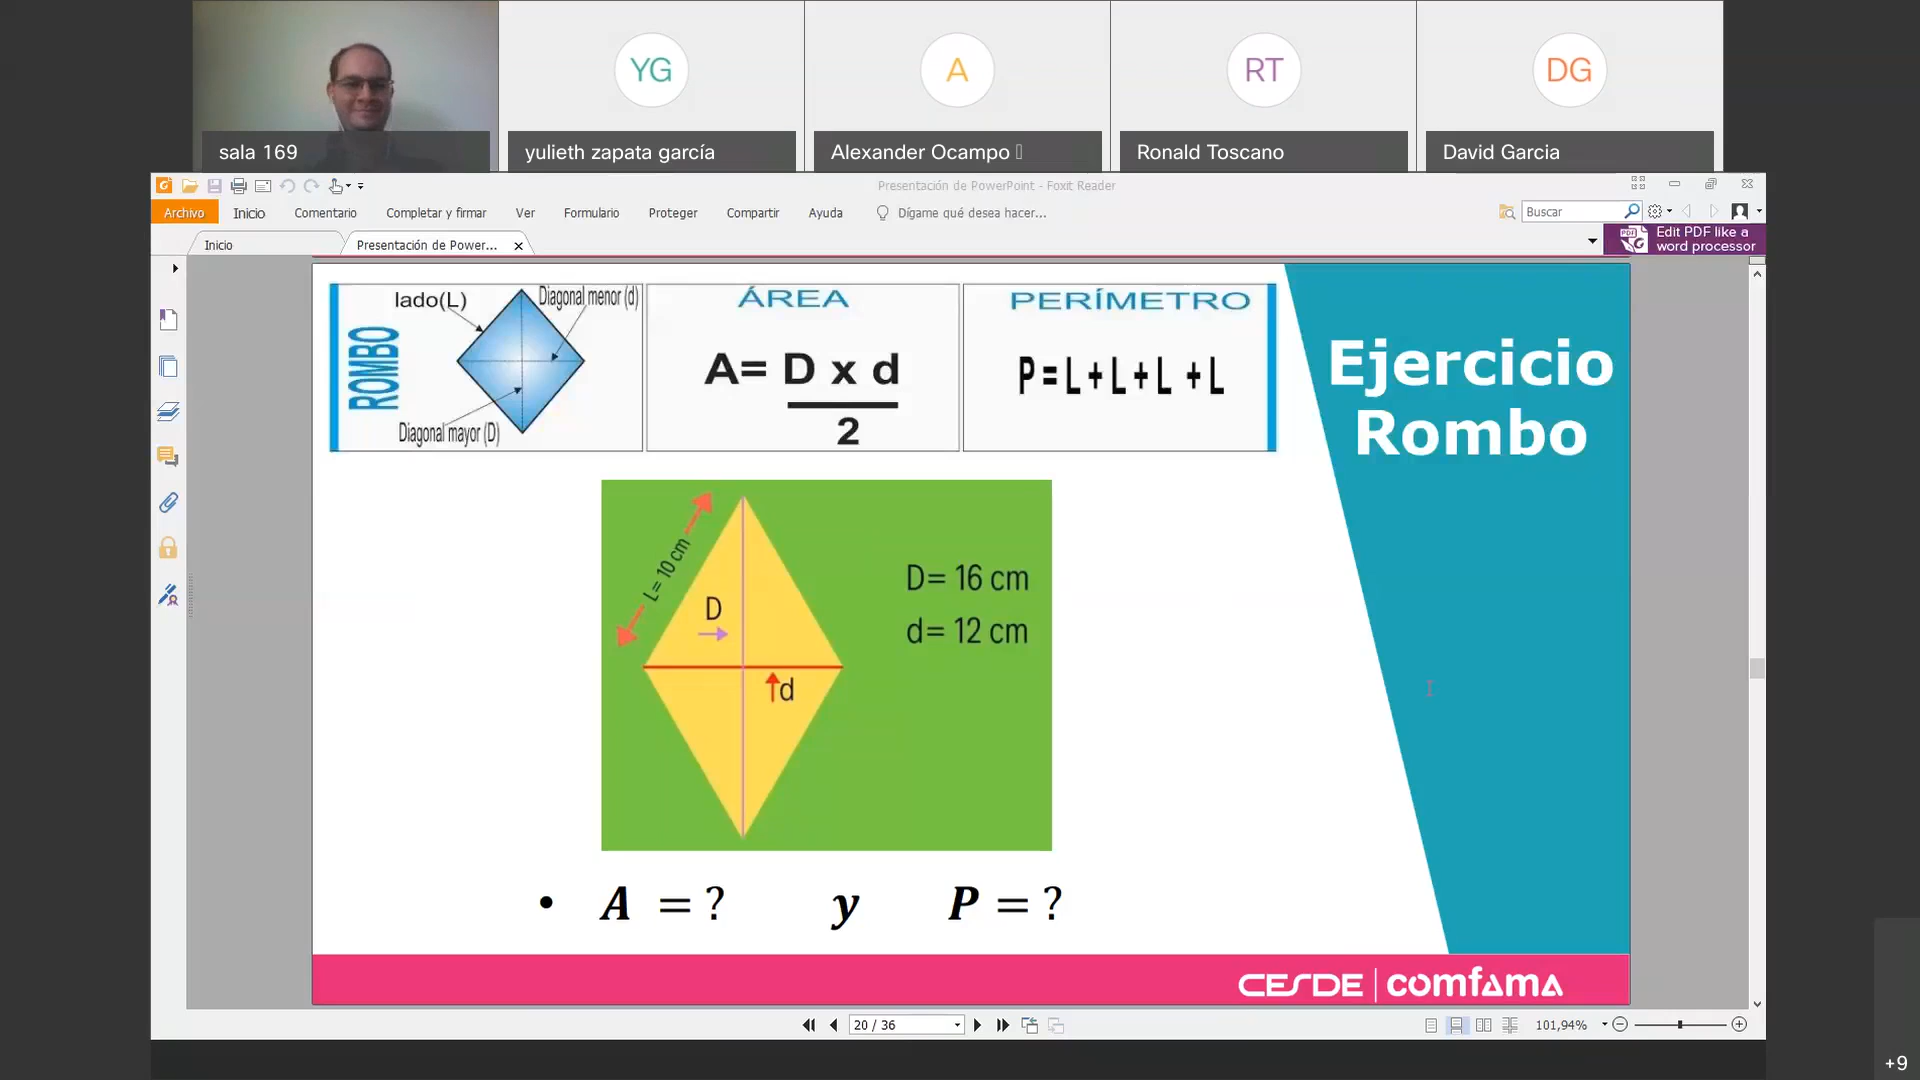 YG
A
RT
DG
sala 169
yulieth zapata garcía
Alexander Ocampo
Ronald Toscano
David Garcia
Presentación de PowerPoint - Foxit Reader
Archivo
Inicio
Comentario
Completar y firmar
Ver
Formulario
Proteger
Compartir
Ayuda
Dígame qué desea hacer...
Buscar
Inicio
Presentación de Power...
Edit PDF like a
word processor
ROMBO
lado(L)
Diagonal menor (d)
Diagonal mayor (D)
ÁREA
A= D x d
2
PERÍMETRO
P=L+L+L+L
Ejercicio
Rombo
L= 10 cm
D
d
D= 16 cm
d= 12 cm
• A = ? y P = ?
CESDE | comfama
20 / 36
101,94%
+9